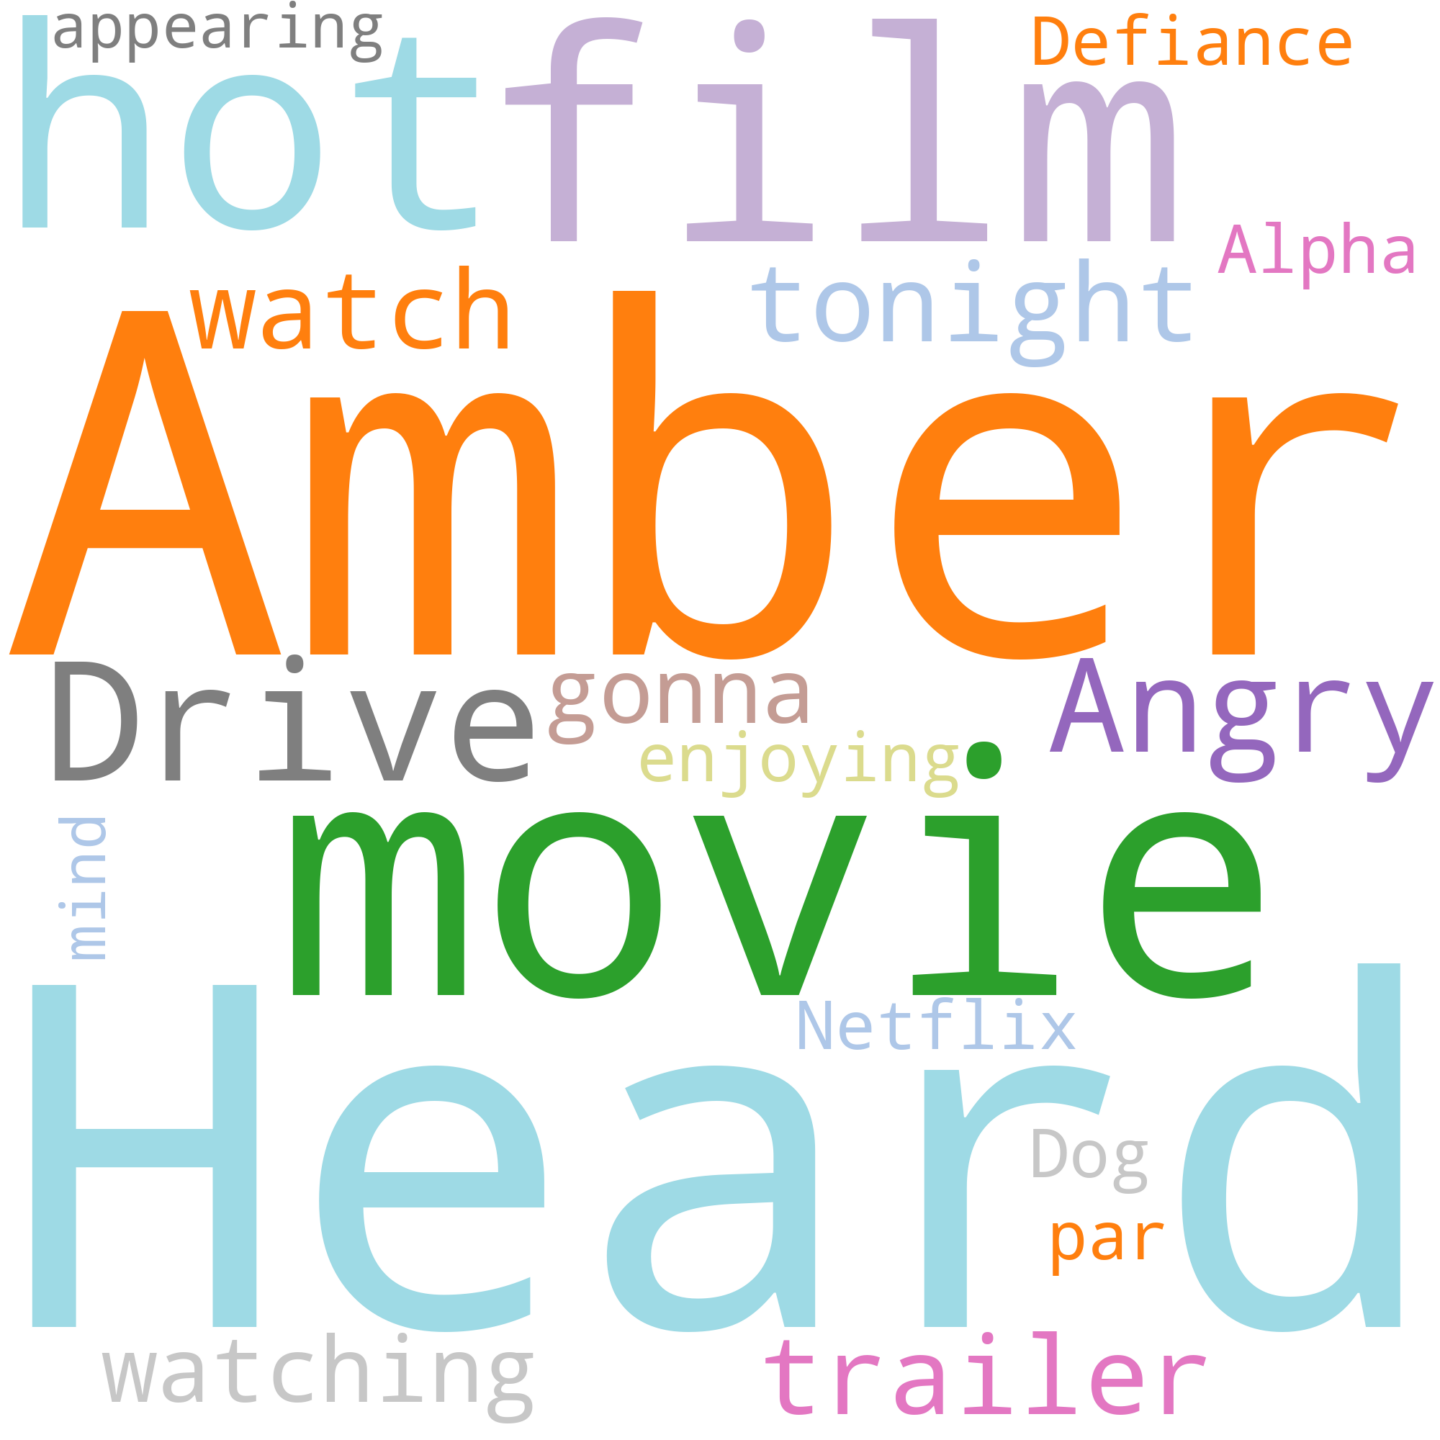 appearing
Defiance
hot film
Alpha
watch
tonight
Amber
Drive
gonna
Angry
enjoying
mind
movie
Netflix
Heard
Dog
par
watching
trailer